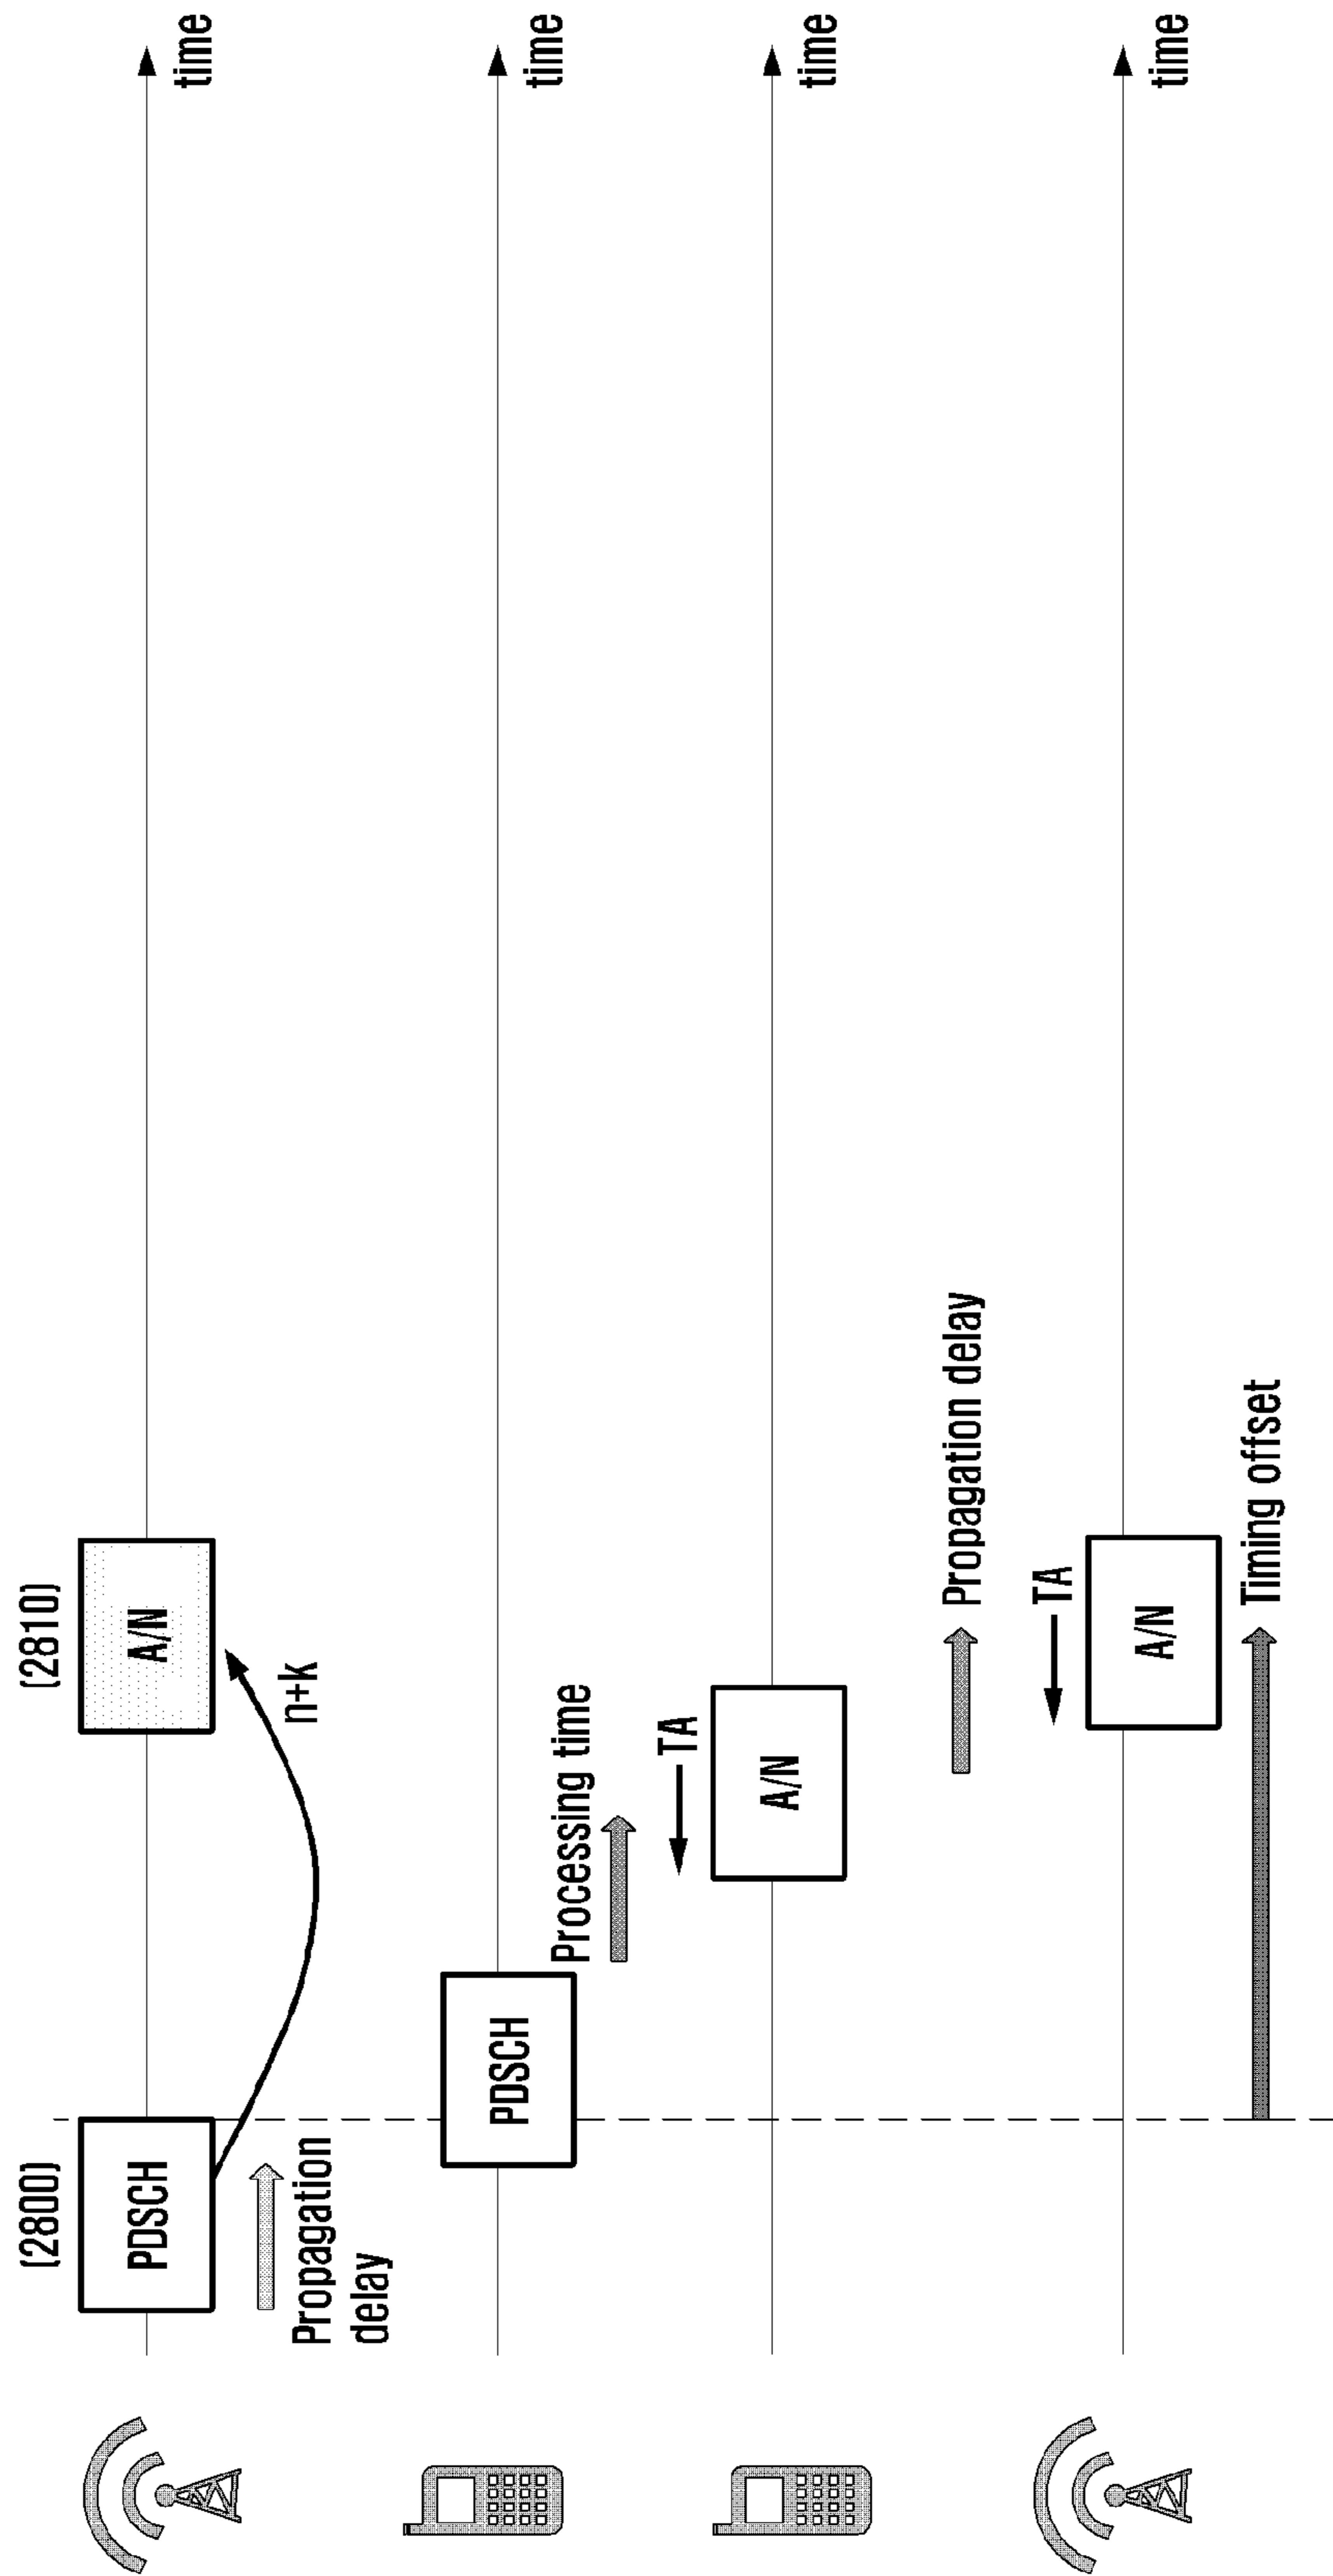 (2800)
(2810)
PDSCH
A/N
time
n+k
Propagation
delay
PDSCH
time
Processing time
TA
A/N
time
Propagation delay
TA
A/N
time
Timing offset